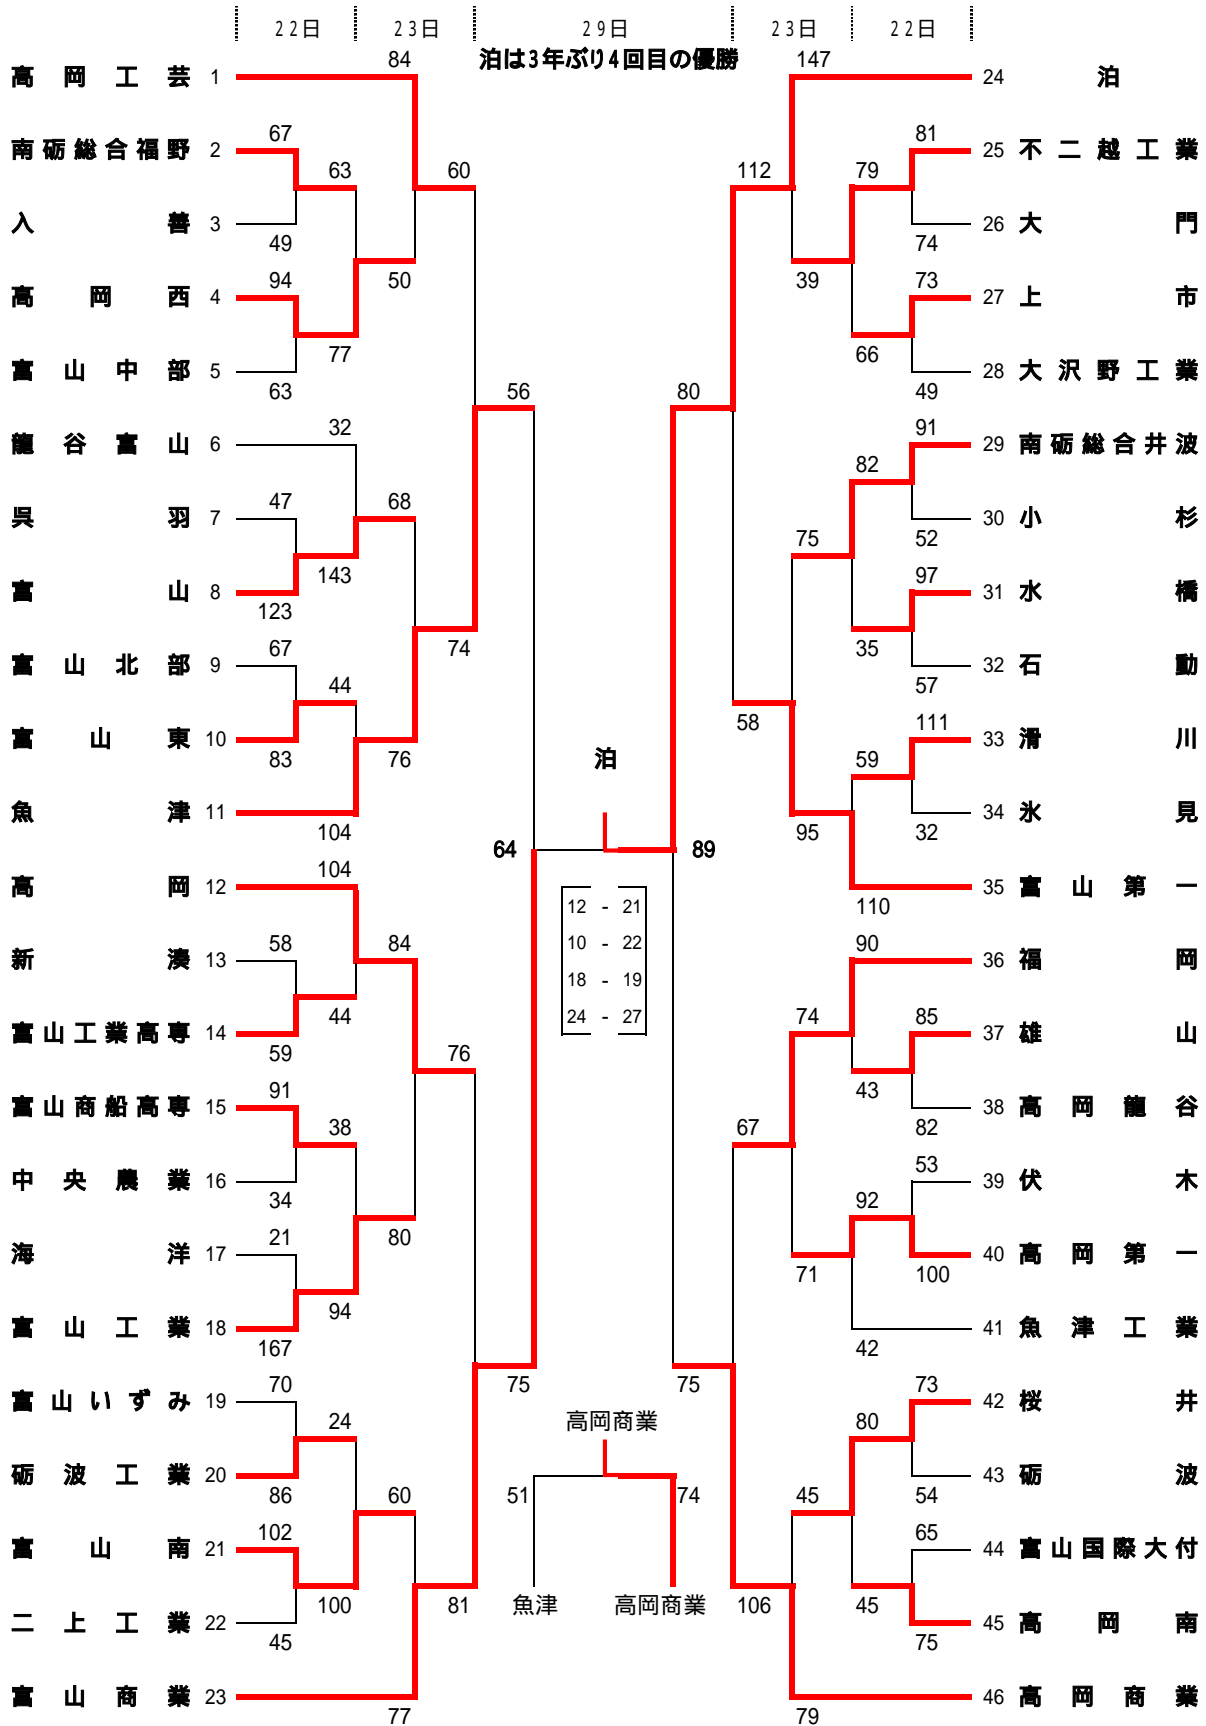 22日 23日 29日 23日 22日
泊は3年ぶり4回目の優勝
84 147
高岡工芸 1 24 泊
67 81
南砺総合福野 2 25 不二越工業
63 60 112 79
入善 3 26 大門
49 74
94 50 39 73
高岡西 4 27 上市
77 66
富山中部 5 28 大沢野工業
63 56 80 49
32 91
龍谷富山 6 29 南砺総合井波
82
47 68
呉羽 7 30 小杉
75 52
143 97
富山 8 31 水橋
123
67 74 35
富山北部 9 32 石動
44 57
58 111
富山東 10 33 滑川
83 76 泊 59
魚津 11 34 氷見
104 95 32
64 89
104
高岡 12 35 富山第一
12 - 21 110
58 84 10 - 22 90
新湊 13 36 福岡
18 - 19
44 24 - 27 74 85
富山工業高専 14 37 雄山
59 76
91 43
富山商船高専 15 38 高岡龍谷
38 67 82
53
中央農業 16 39 伏木
34 92
21 80
海洋 17 40 高岡第一
71 100
94
富山工業 18 41 魚津工業
167 42
70 75 75 73
富山いずみ 19 42 桜井
24 高岡商業 80
砺波工業 20 43 砺波
86 60 51 74 45 54
102 65
富山南 21 44 富山国際大付
100 81 魚津 高岡商業 106 45
二上工業 22 45 高岡南
45 75
富山商業 23 46 高岡商業
77 79